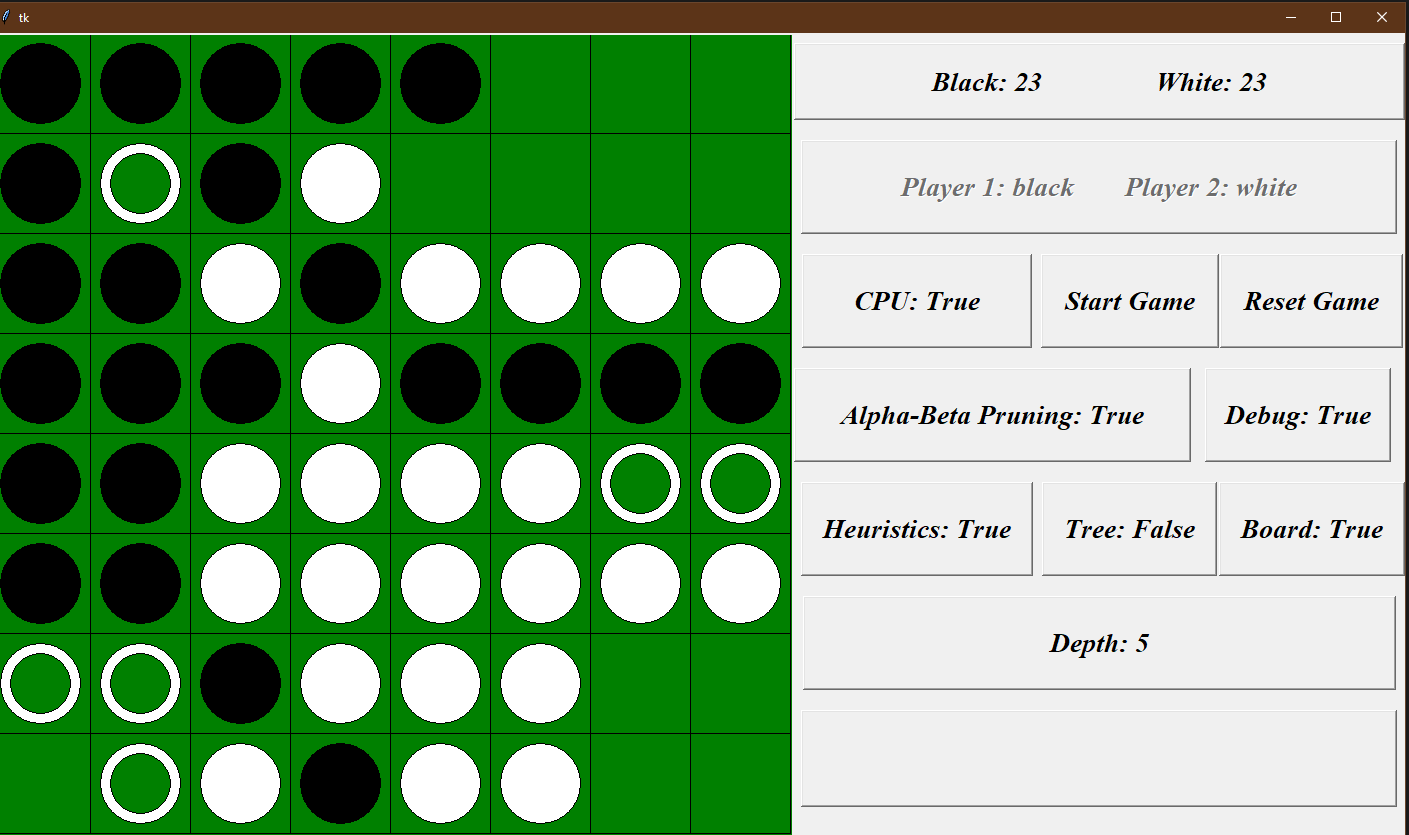 tk
Black: 23 White: 23
Player 1: black Player 2: white
CPU: True Start Game Reset Game
Alpha-Beta Pruning: True Debug: True
Heuristics: True Tree: False Board: True
Depth: 5